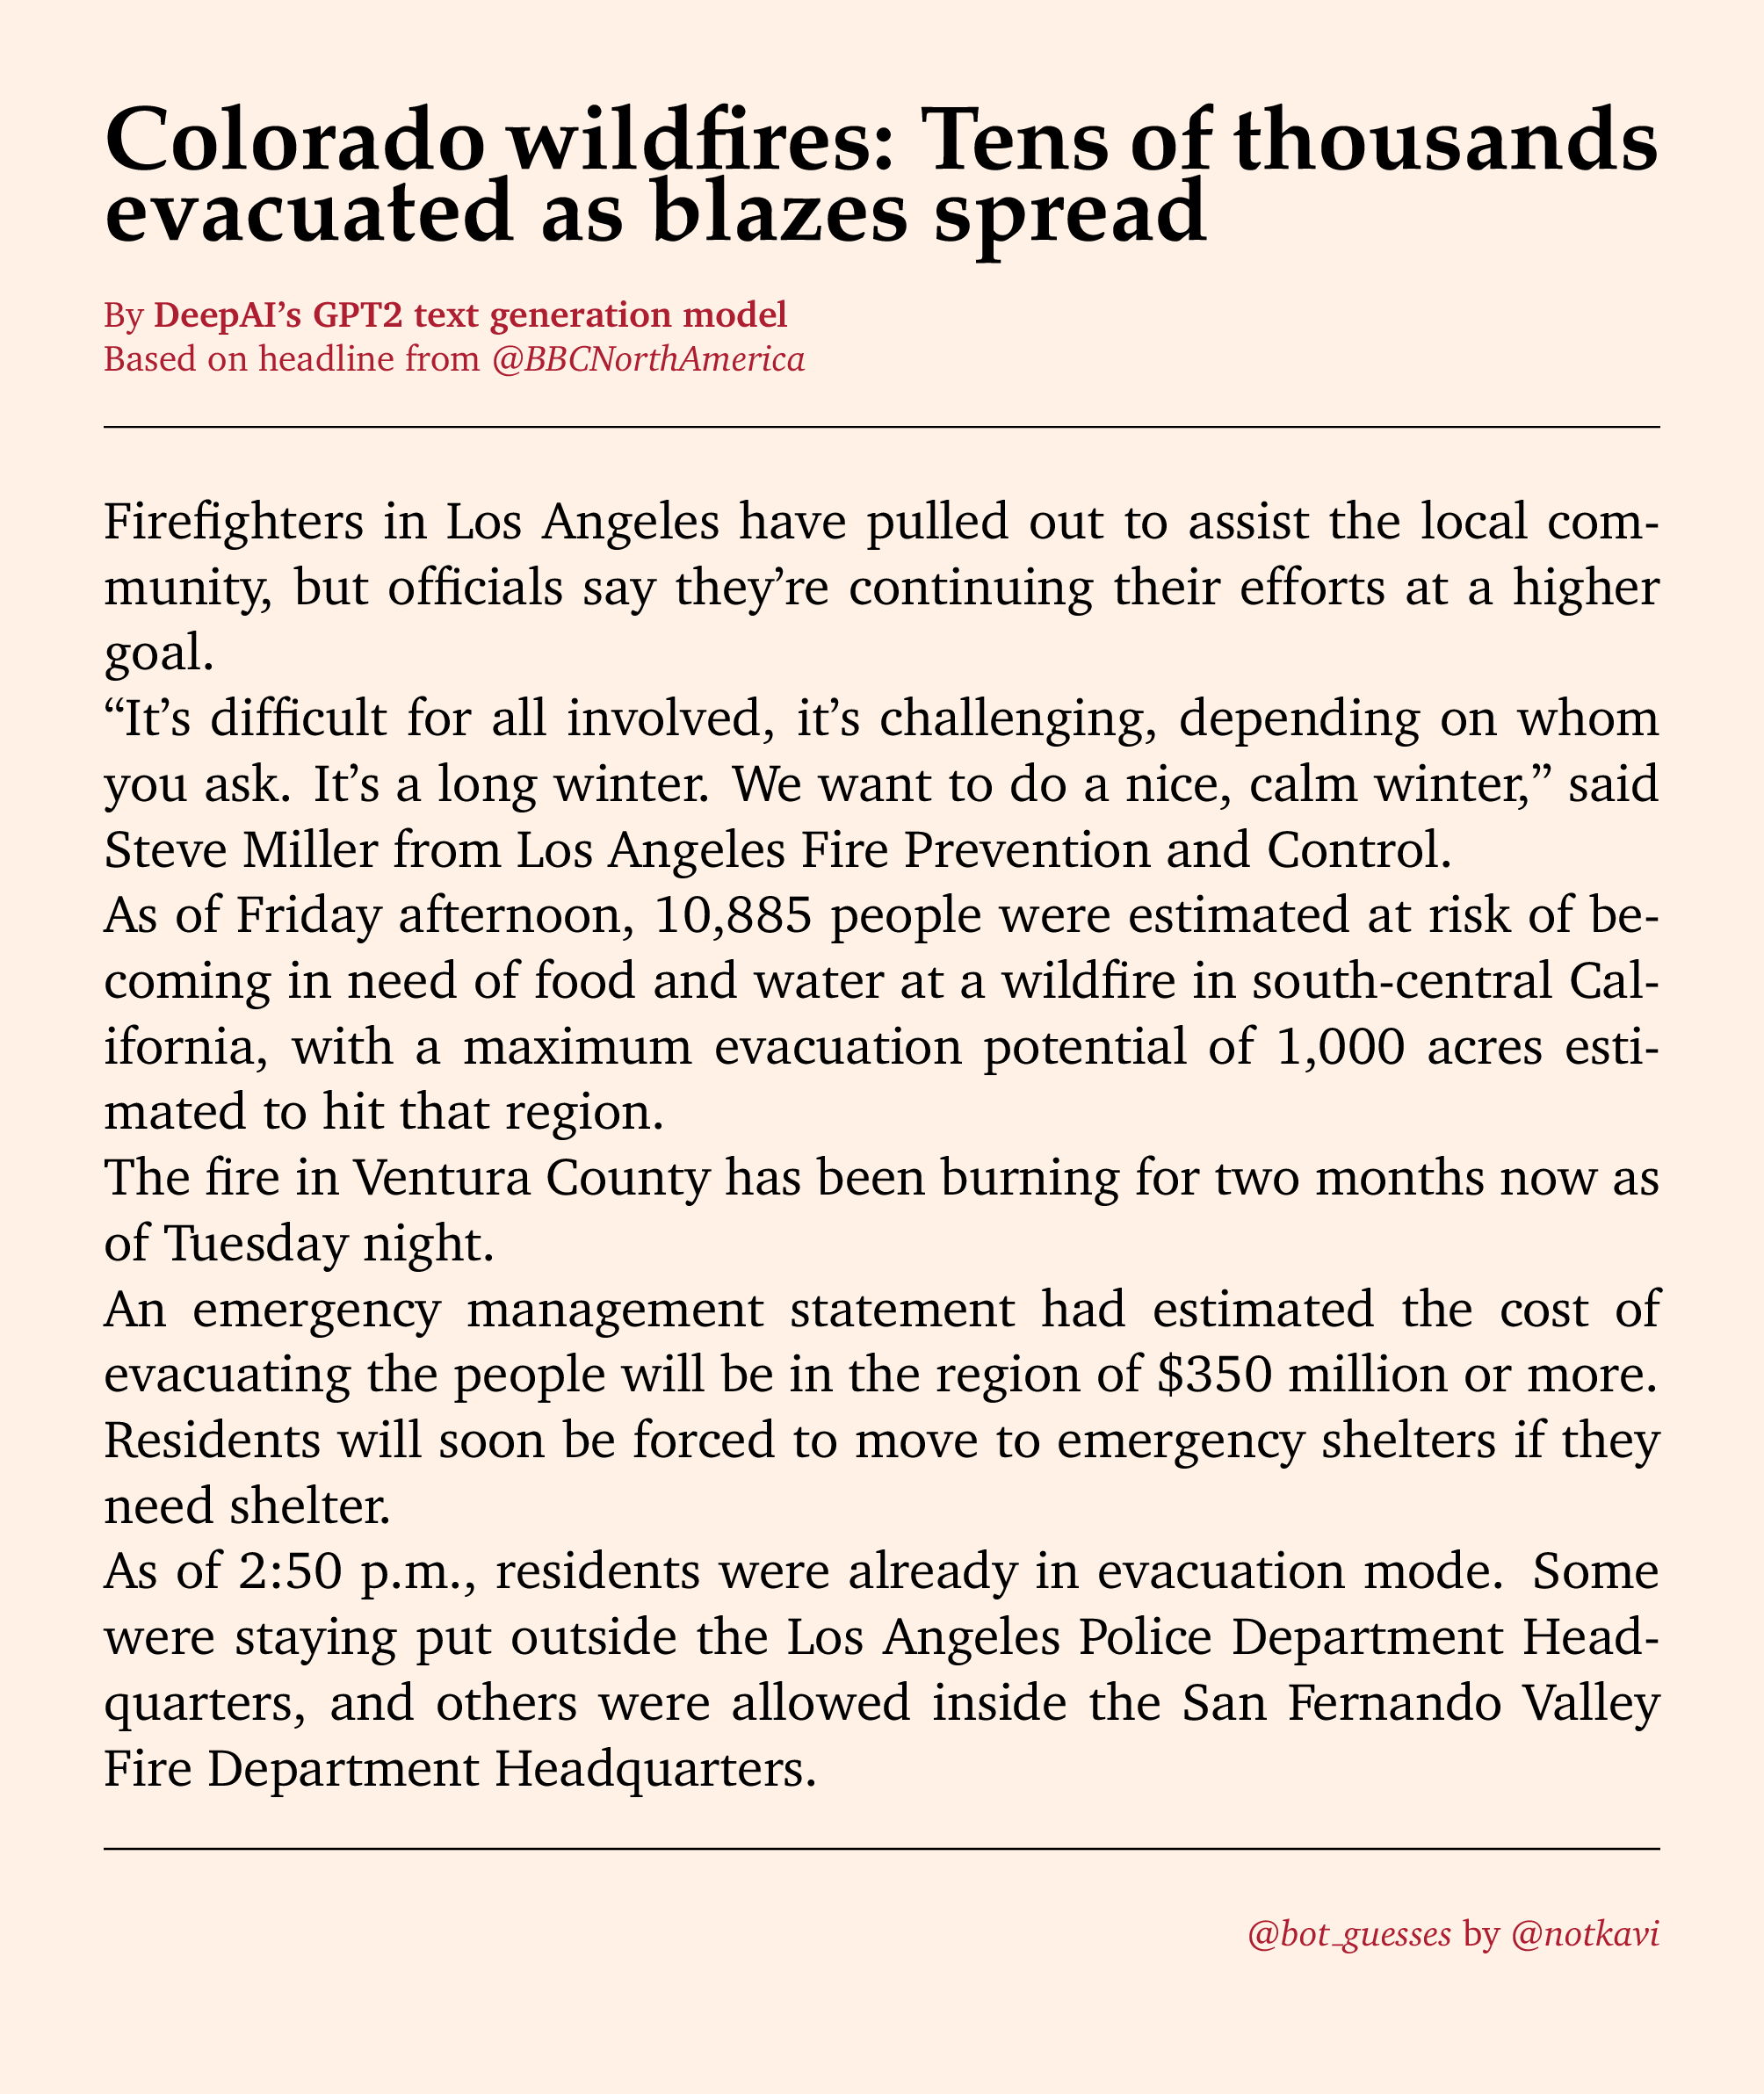 Colorado wildfires: Tens of thousands
evacuated as blazes spread
By DeepAI’s GPT2 text generation model
Based on headline from @BBCNorthAmerica
Firefighters in Los Angeles have pulled out to assist the local com-
munity, but officials say they’re continuing their efforts at a higher
goal.
“It’s difficult for all involved, it’s challenging, depending on whom
you ask. It’s a long winter. We want to do a nice, calm winter,” said
Steve Miller from Los Angeles Fire Prevention and Control.
As of Friday afternoon, 10,885 people were estimated at risk of be-
coming in need of food and water at a wildfire in south-central Cal-
ifornia, with a maximum evacuation potential of 1,000 acres esti-
mated to hit that region.
The fire in Ventura County has been burning for two months now as
of Tuesday night.
An emergency management statement had estimated the cost of
evacuating the people will be in the region of $350 million or more.
Residents will soon be forced to move to emergency shelters if they
need shelter.
As of 2:50 p.m., residents were already in evacuation mode. Some
were staying put outside the Los Angeles Police Department Head-
quarters, and others were allowed inside the San Fernando Valley
Fire Department Headquarters.
@bot_guesses by @notkavi